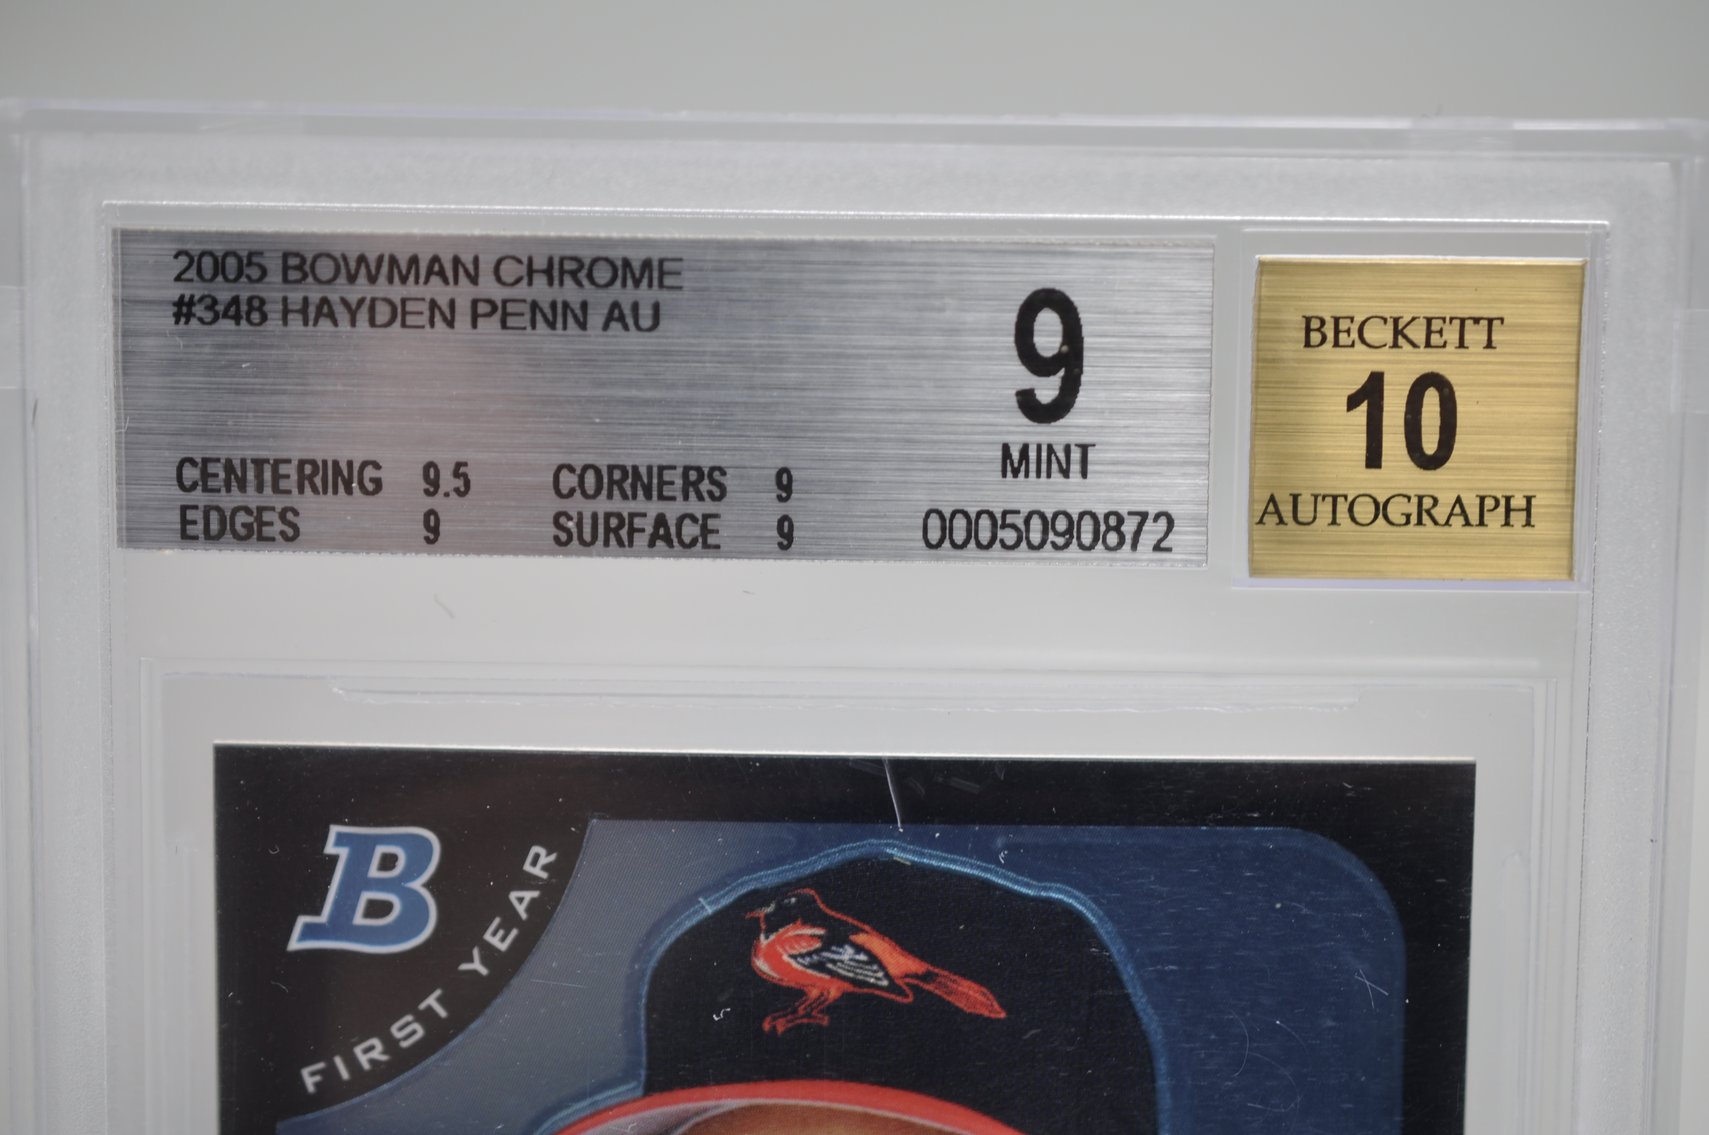 2005 BOWMAN CHROME
#348 HAYDEN PENN AU
9
MINT
CENTERING 9.5 CORNERS 9
EDGES 9 SURFACE 9
0005090872
BECKETT
10
AUTOGRAPH
B
FIRST YEAR